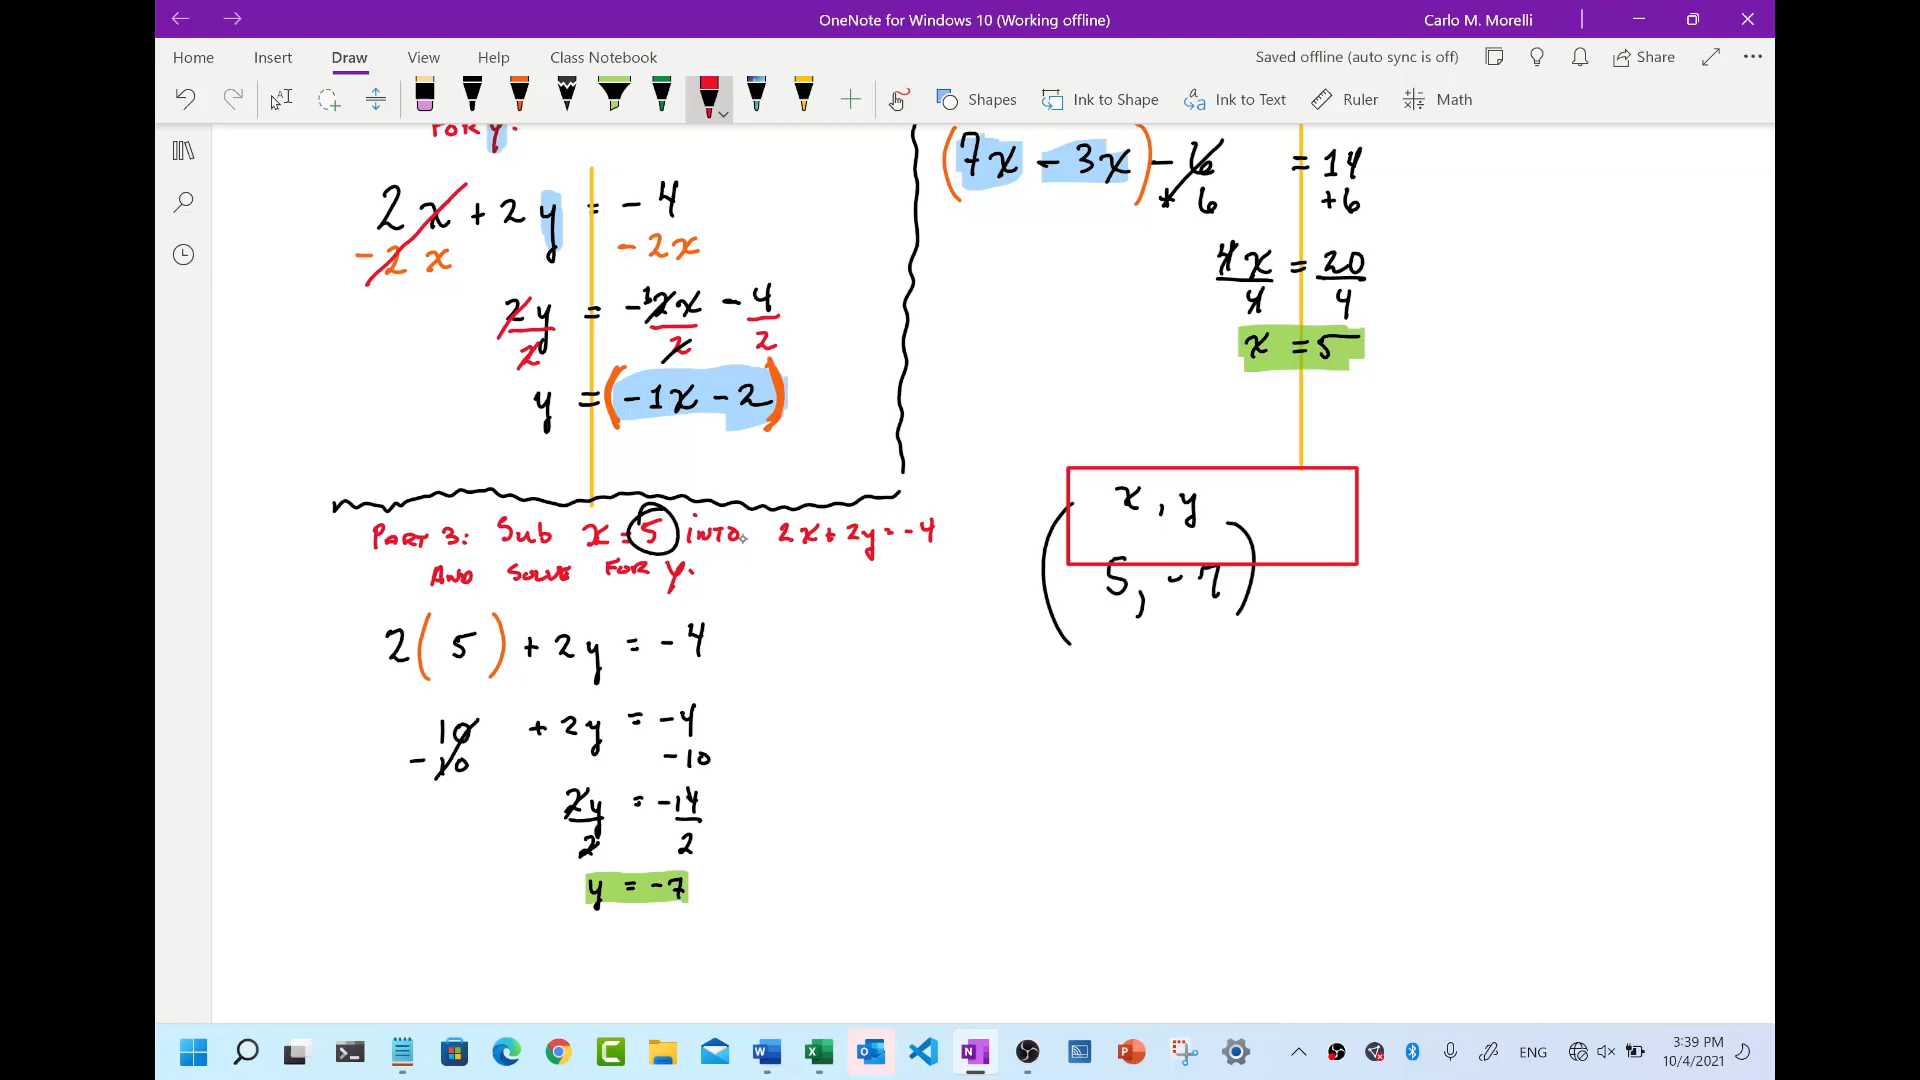 OneNote for Windows 10 (Working offline)
Carlo M. Morelli
Home Insert Draw View Help Class Notebook
Saved offline (auto sync is off)
Share
Shapes
Ink to Shape
Ink to Text
Ruler
Math
FOR y.
2x + 2y = -4
-2x -2x
2y = -2x - 4
2 2 2
y = (-1x - 2)
(7x - 3x) - 6 = 14
+ 6 +6
4x = 20
4 4
x = 5
PART 3: Sub x = 5 INTO 2x + 2y = -4
AND SOLVE FOR y.
2(5) + 2y = -4
10 + 2y = -4
-10 -10
2y = -14
2 2
y = -7
x, y
(5, -7)
ENG
3:39 PM
10/4/2021